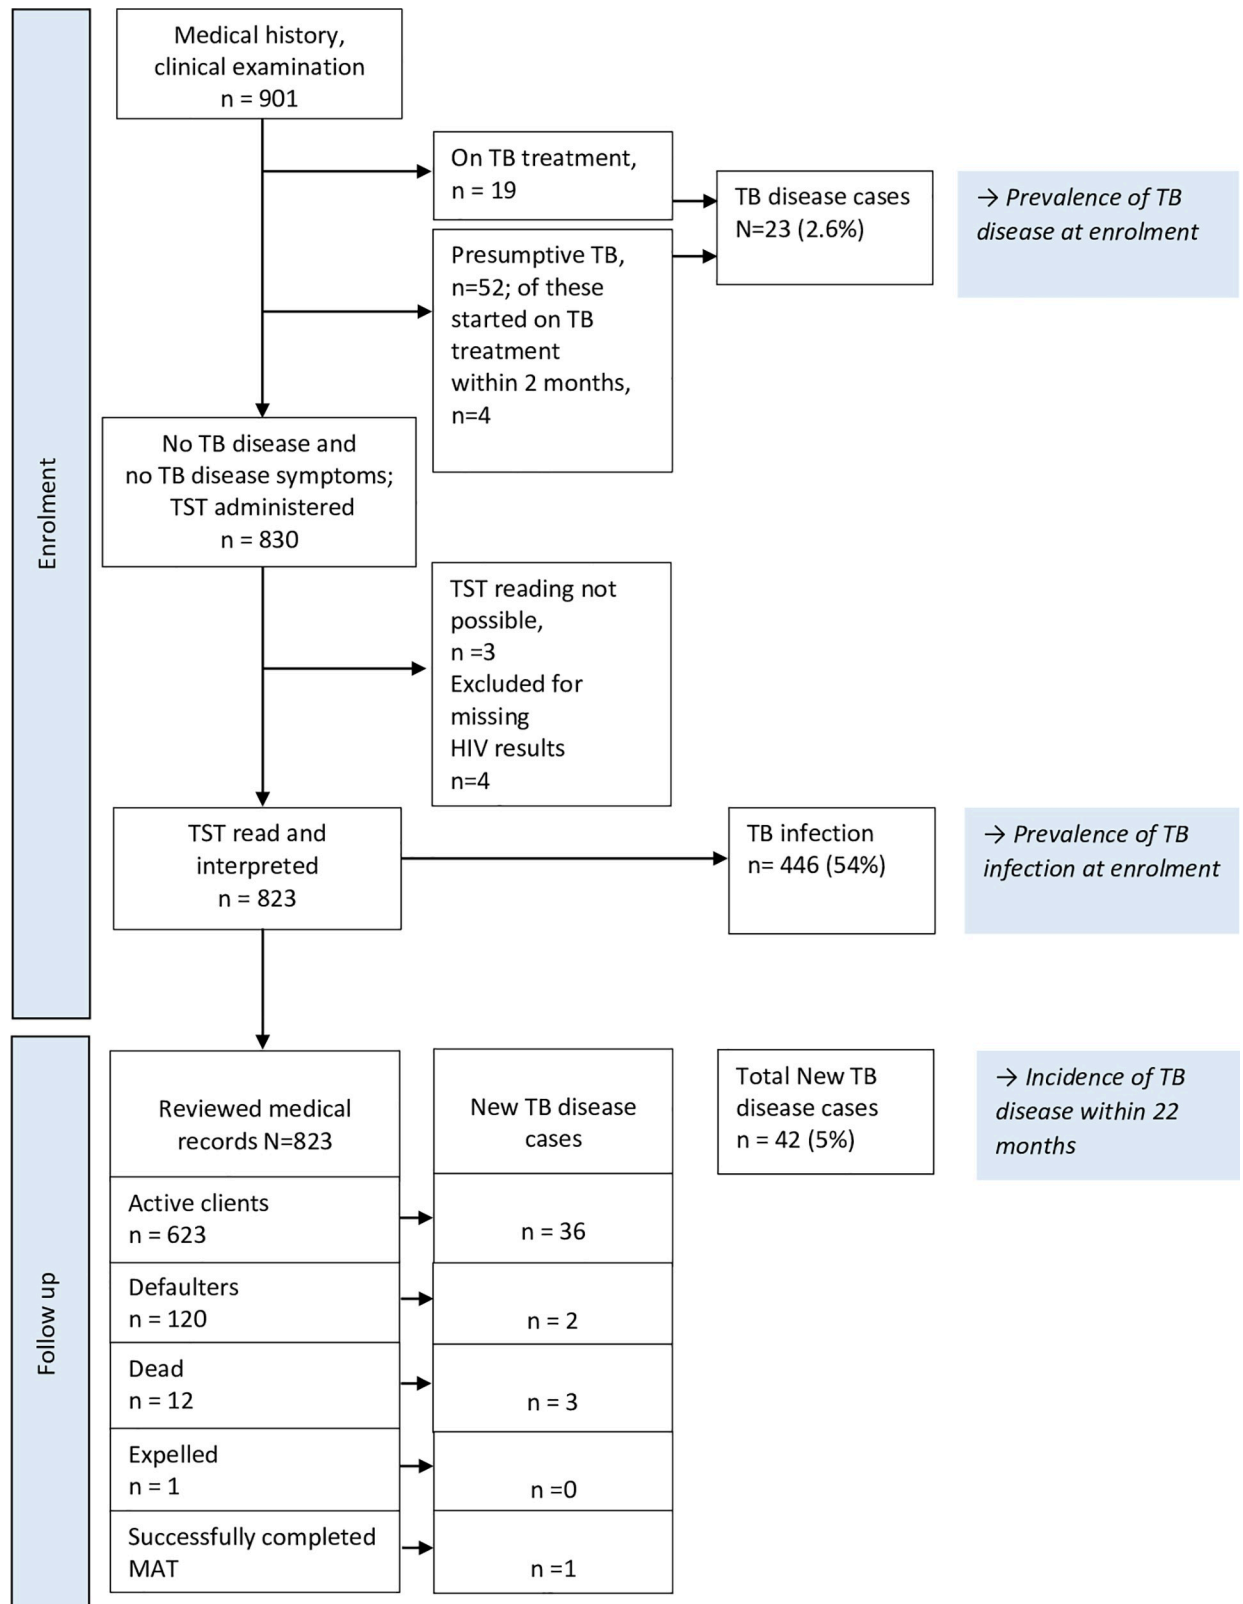 Enrolment
Medical history,
clinical examination
n = 901
On TB treatment,
n = 19
TB disease cases
N=23 (2.6%)
→ Prevalence of TB
disease at enrolment
Presumptive TB,
n=52; of these
started on TB
treatment
within 2 months,
n=4
No TB disease and
no TB disease symptoms;
TST administered
n = 830
TST reading not
possible,
n =3
Excluded for
missing
HIV results
n=4
TST read and
interpreted
n = 823
TB infection
n= 446 (54%)
→ Prevalence of TB
infection at enrolment
Follow up
Reviewed medical
records N=823
New TB disease
cases
Total New TB
disease cases
n = 42 (5%)
→ Incidence of TB
disease within 22
months
Active clients
n = 623
n = 36
Defaulters
n = 120
n = 2
Dead
n = 12
n = 3
Expelled
n = 1
n =0
Successfully completed
MAT
n =1